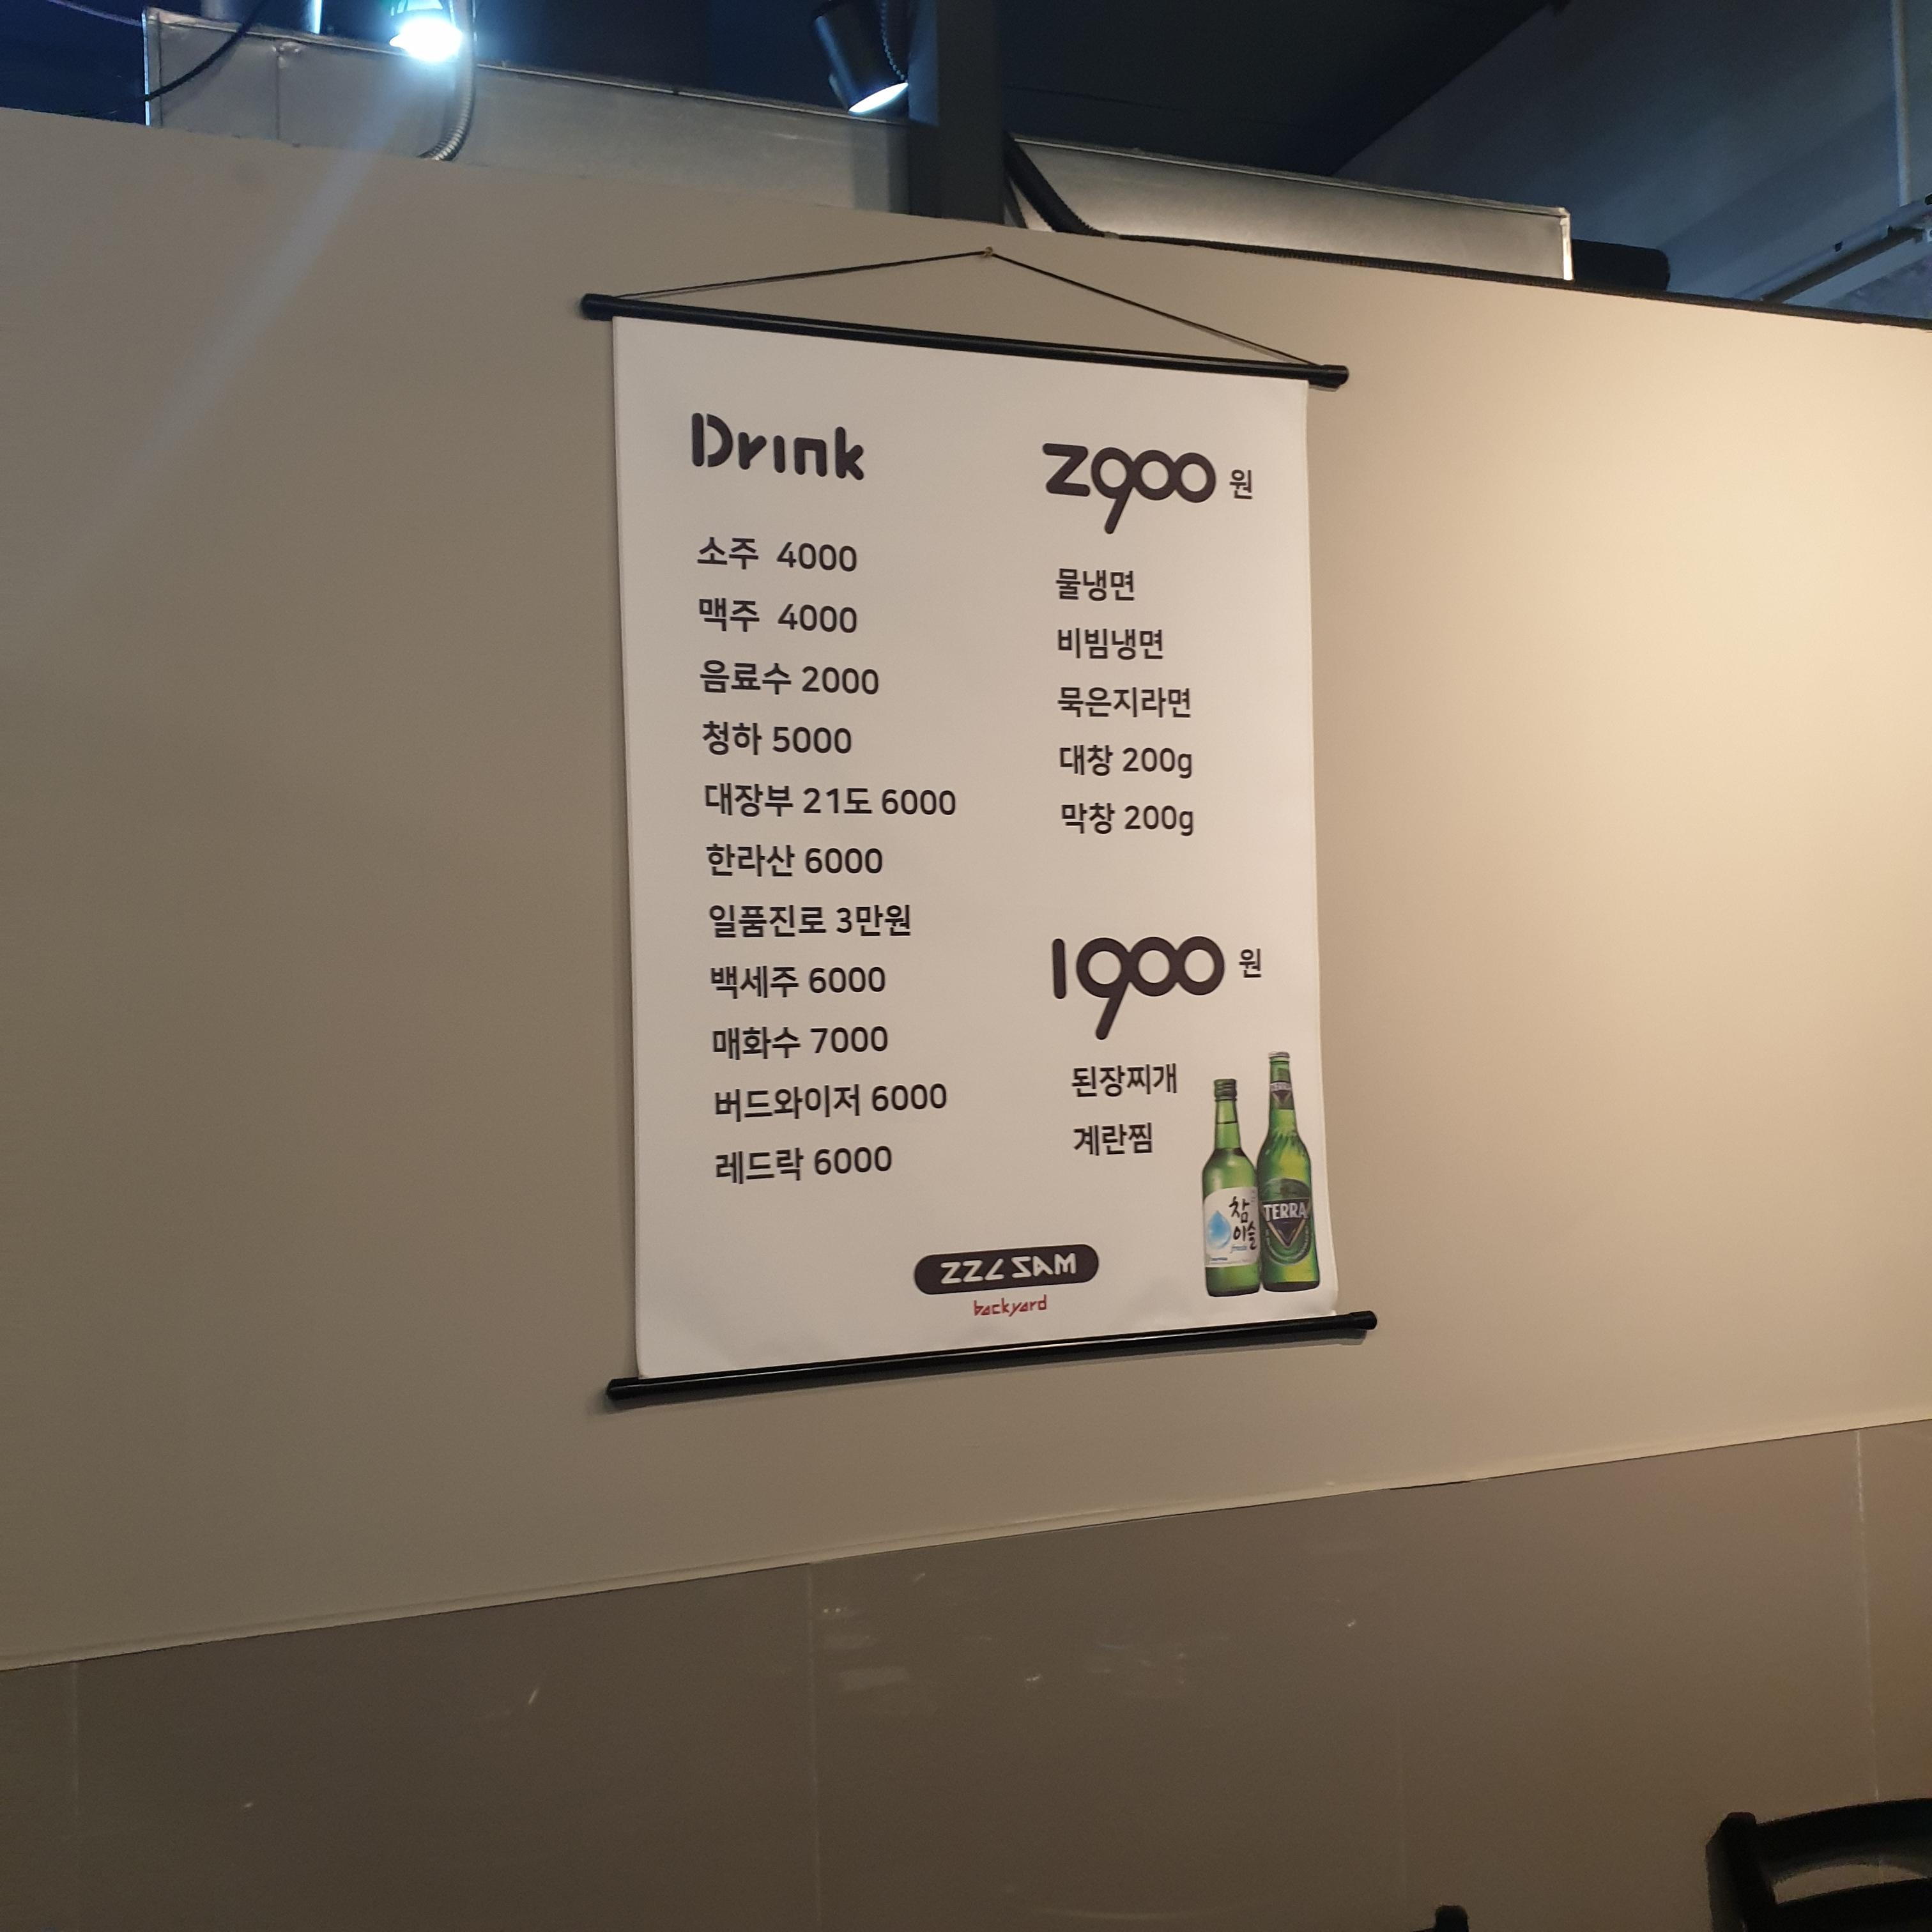 Drink
소주 4000
맥주 4000
음료수 2000
청하 5000
대장부 21도 6000
한라산 6000
일품진로 3만원
백세주 6000
매화수 7000
버드와이저 6000
레드락 6000
2900 원
물냉면
비빔냉면
묵은지라면
대창 200g
막창 200g
1900 원
된장찌개
계란찜
참
이슬
fresh
TERRA
ZZL SAM
backyard